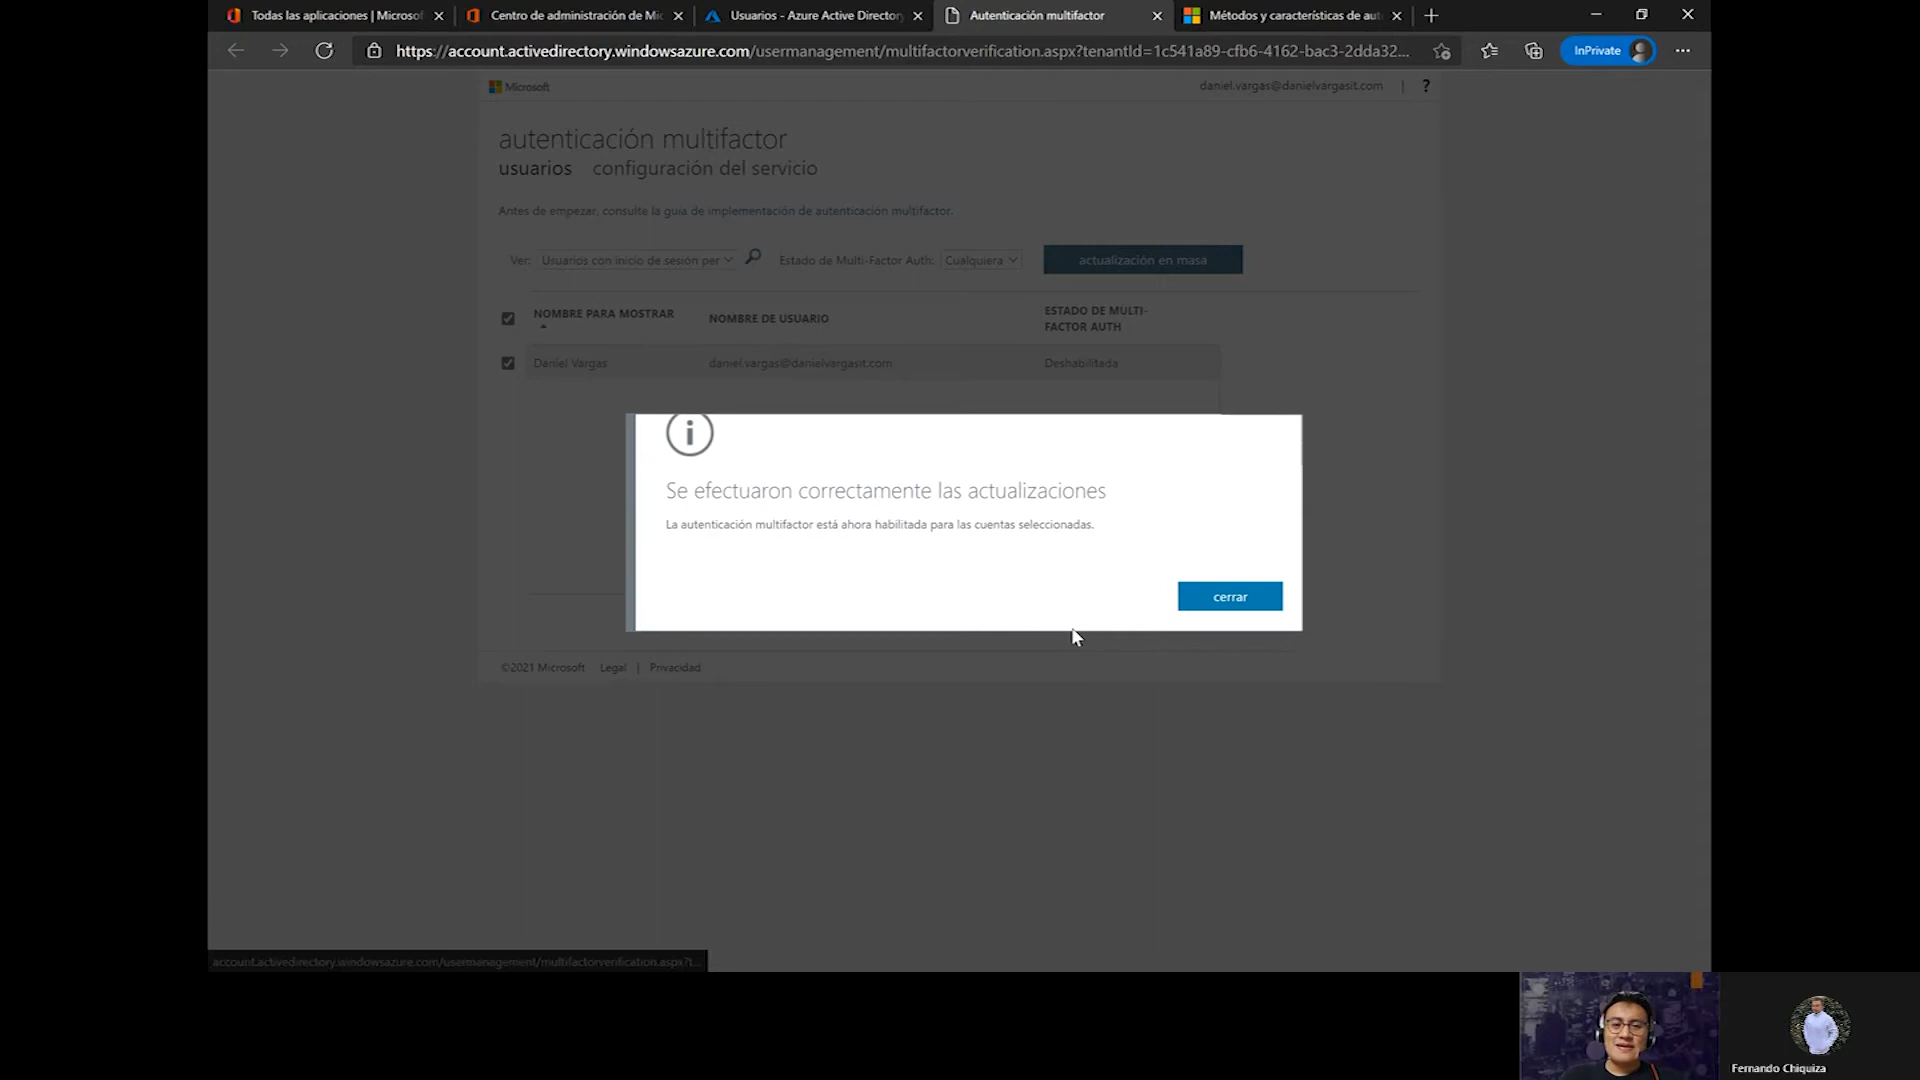 Todas las aplicaciones | Microsof
Centro de administración de Mic
Usuarios - Azure Active Directory
Autenticación multifactor
Métodos y características de aut
https://account.activedirectory.windowsazure.com/usermanagement/multifactorverification.aspx?tenantId=1c541a89-cfb6-4162-bac3-2dda32...
InPrivate
Microsoft
daniel.vargas@danielvargasit.com | ?
autenticación multifactor
usuarios configuración del servicio
Antes de empezar, consulte la guía de implementación de autenticación multifactor.
Ver: Usuarios con inicio de sesión per Estado de Multi-Factor Auth: Cualquiera actualización en masa
NOMBRE PARA MOSTRAR NOMBRE DE USUARIO ESTADO DE MULTI-
FACTOR AUTH
Daniel Vargas daniel.vargas@danielvargasit.com Deshabilitada
Se efectuaron correctamente las actualizaciones
La autenticación multifactor está ahora habilitada para las cuentas seleccionadas.
cerrar
©2021 Microsoft Legal | Privacidad
account.activedirectory.windowsazure.com/usermanagement/multifactorverification.aspx?t...
Fernando Chiquiza